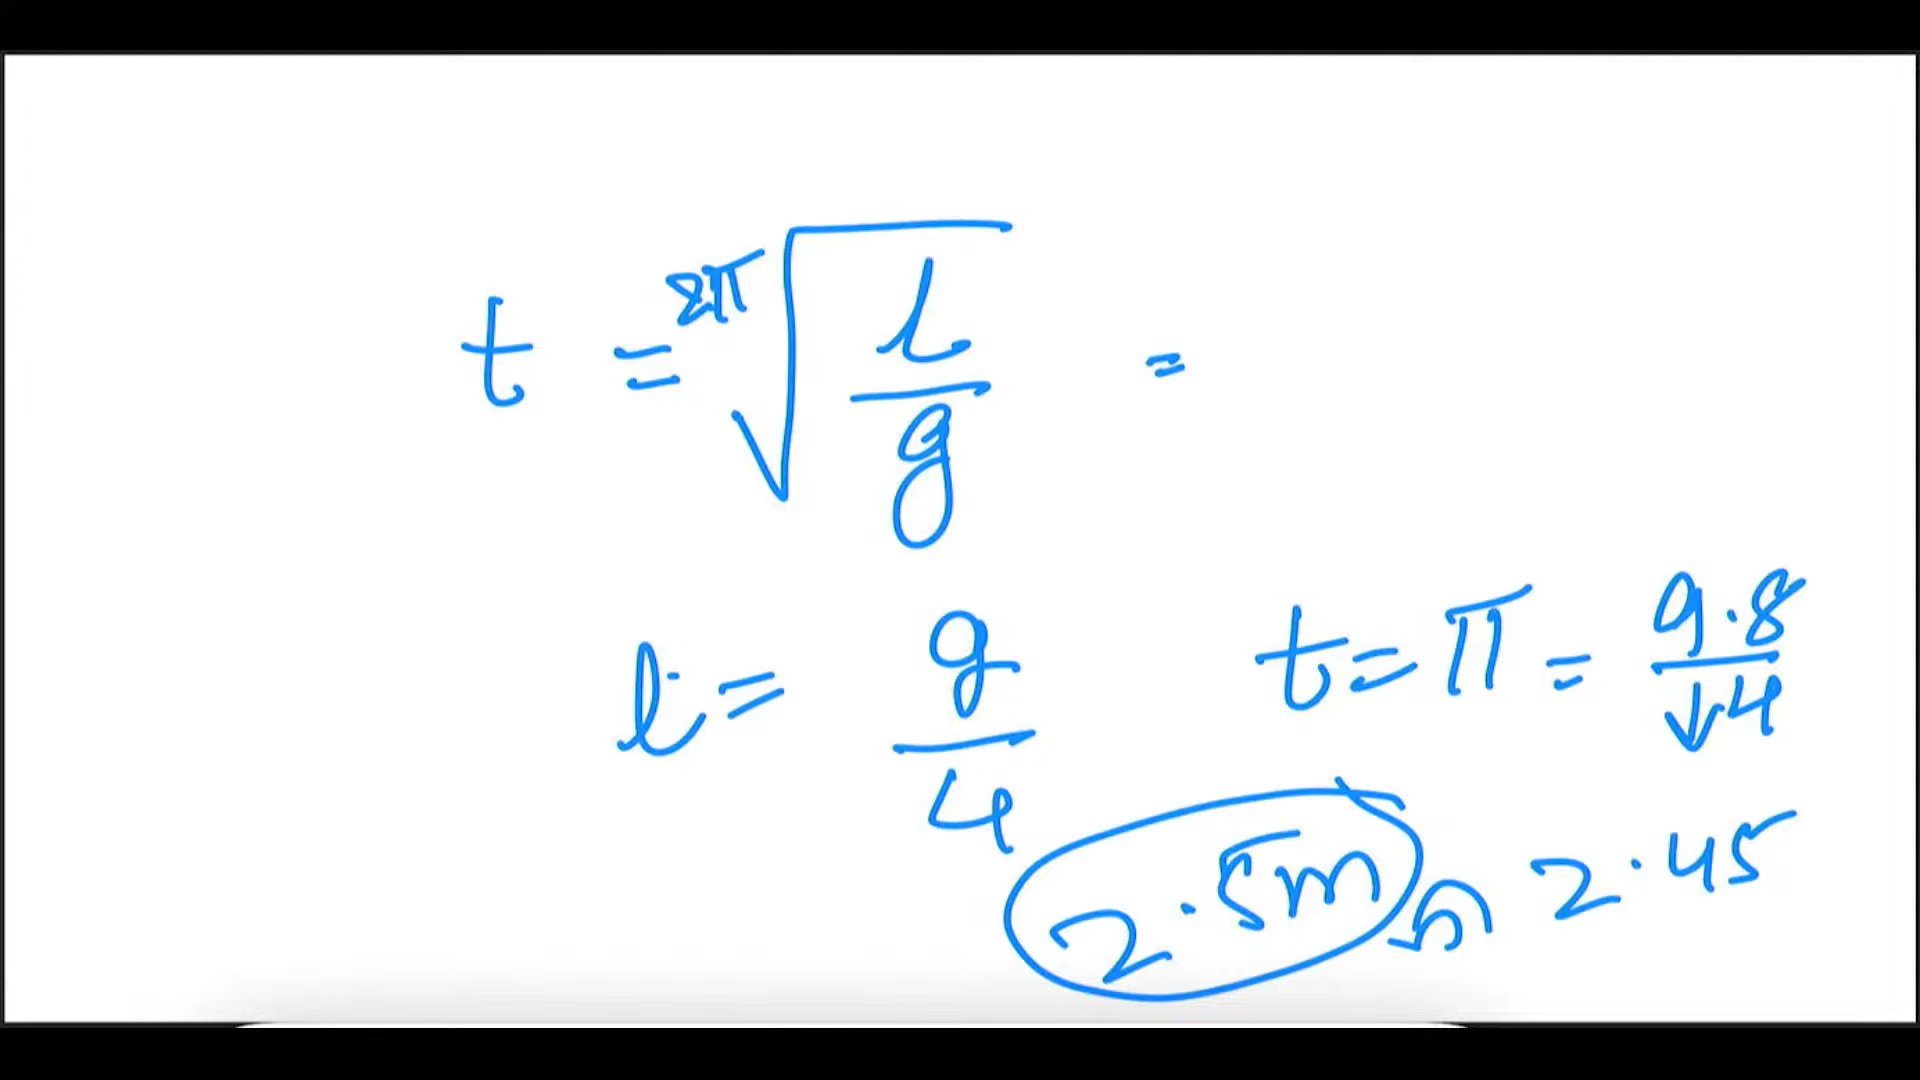 t = 2π √(l/g) =
l = g/4
t = π = 9.8/√4
2.5m 2.45